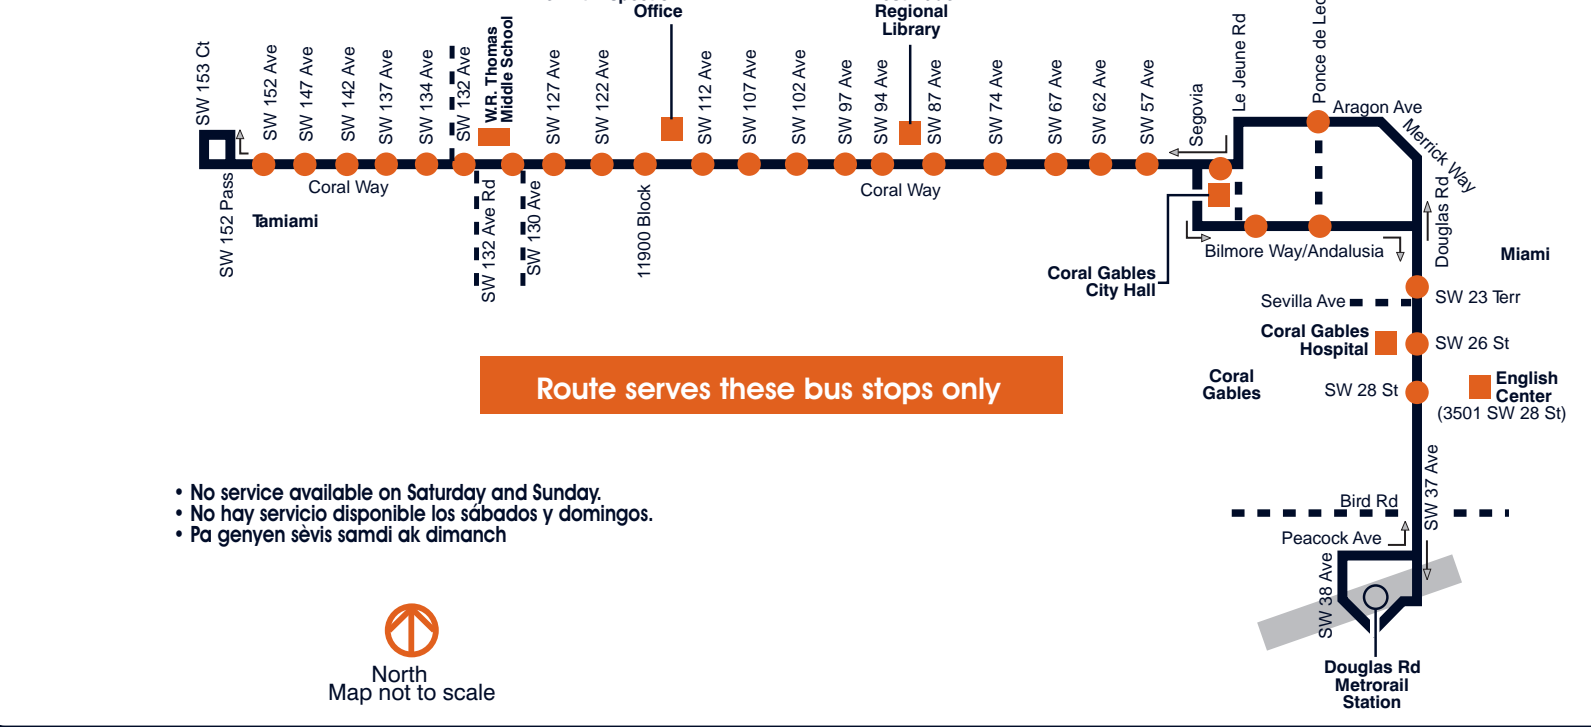 Office
Regional
Library
SW 153 Ct
SW 152 Ave
SW 147 Ave
SW 142 Ave
SW 137 Ave
SW 134 Ave
SW 132 Ave
W.R. Thomas
Middle School
SW 127 Ave
SW 122 Ave
SW 112 Ave
SW 107 Ave
SW 102 Ave
SW 97 Ave
SW 94 Ave
SW 87 Ave
SW 74 Ave
SW 67 Ave
SW 62 Ave
SW 57 Ave
Segovia
Le Jeune Rd
Ponce de
Aragon Ave
Merrick Way
Douglas Rd
Coral Way
Coral Way
SW 152 Pass
Tamiami
SW 132 Ave Rd
SW 130 Ave
11900 Block
Bilmore Way/Andalusia
Miami
Coral Gables
City Hall
Sevilla Ave
SW 23 Terr
Coral Gables
Hospital
SW 26 St
Coral
Gables
SW 28 St
English
Center
(3501 SW 28 St)
Route serves these bus stops only
SW 37 Ave
• No service available on Saturday and Sunday.
• No hay servicio disponible los sábados y domingos.
• Pa genyen sèvis samdi ak dimanch
Bird Rd
Peacock Ave
SW 38 Ave
North
Map not to scale
Douglas Rd
Metrorail
Station